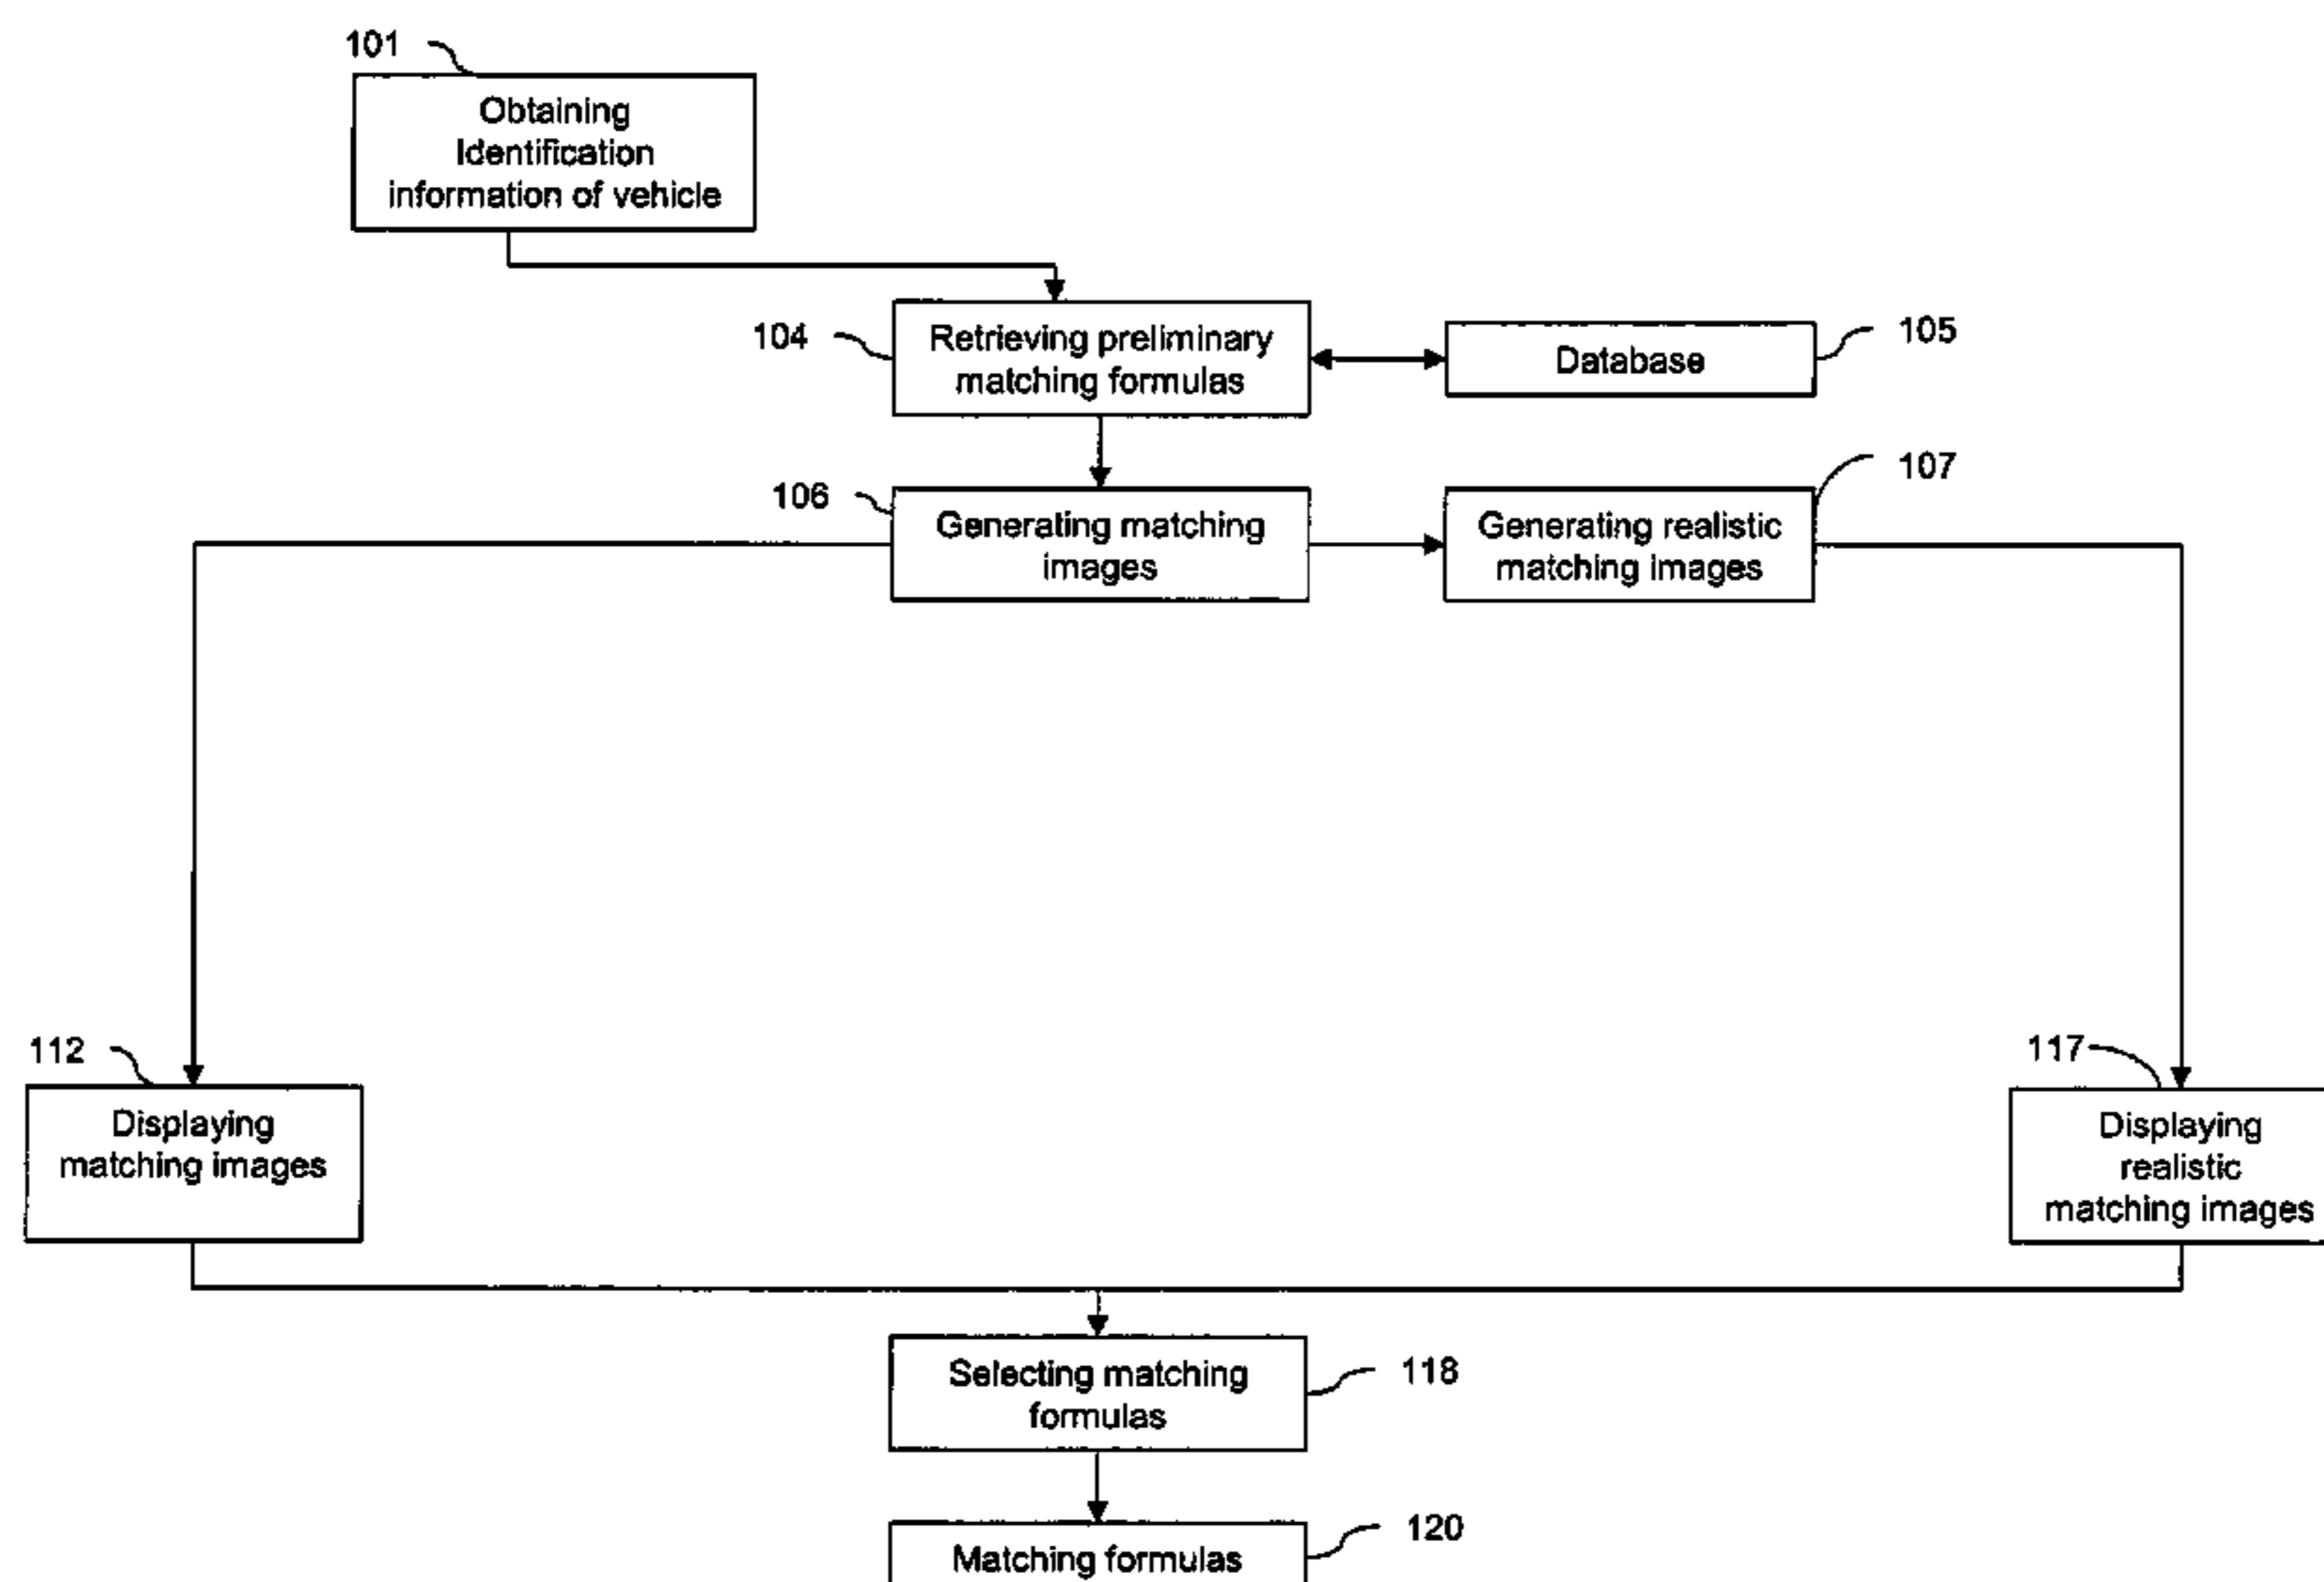 101
Obtaining
Identification
information of vehicle
104
Retrieving preliminary
matching formulas
Database
105
106
Generating matching
images
Generating realistic
matching images
107
112
Displaying
matching images
117
Displaying
realistic
matching images
Selecting matching
formulas
118
Matching formulas
120